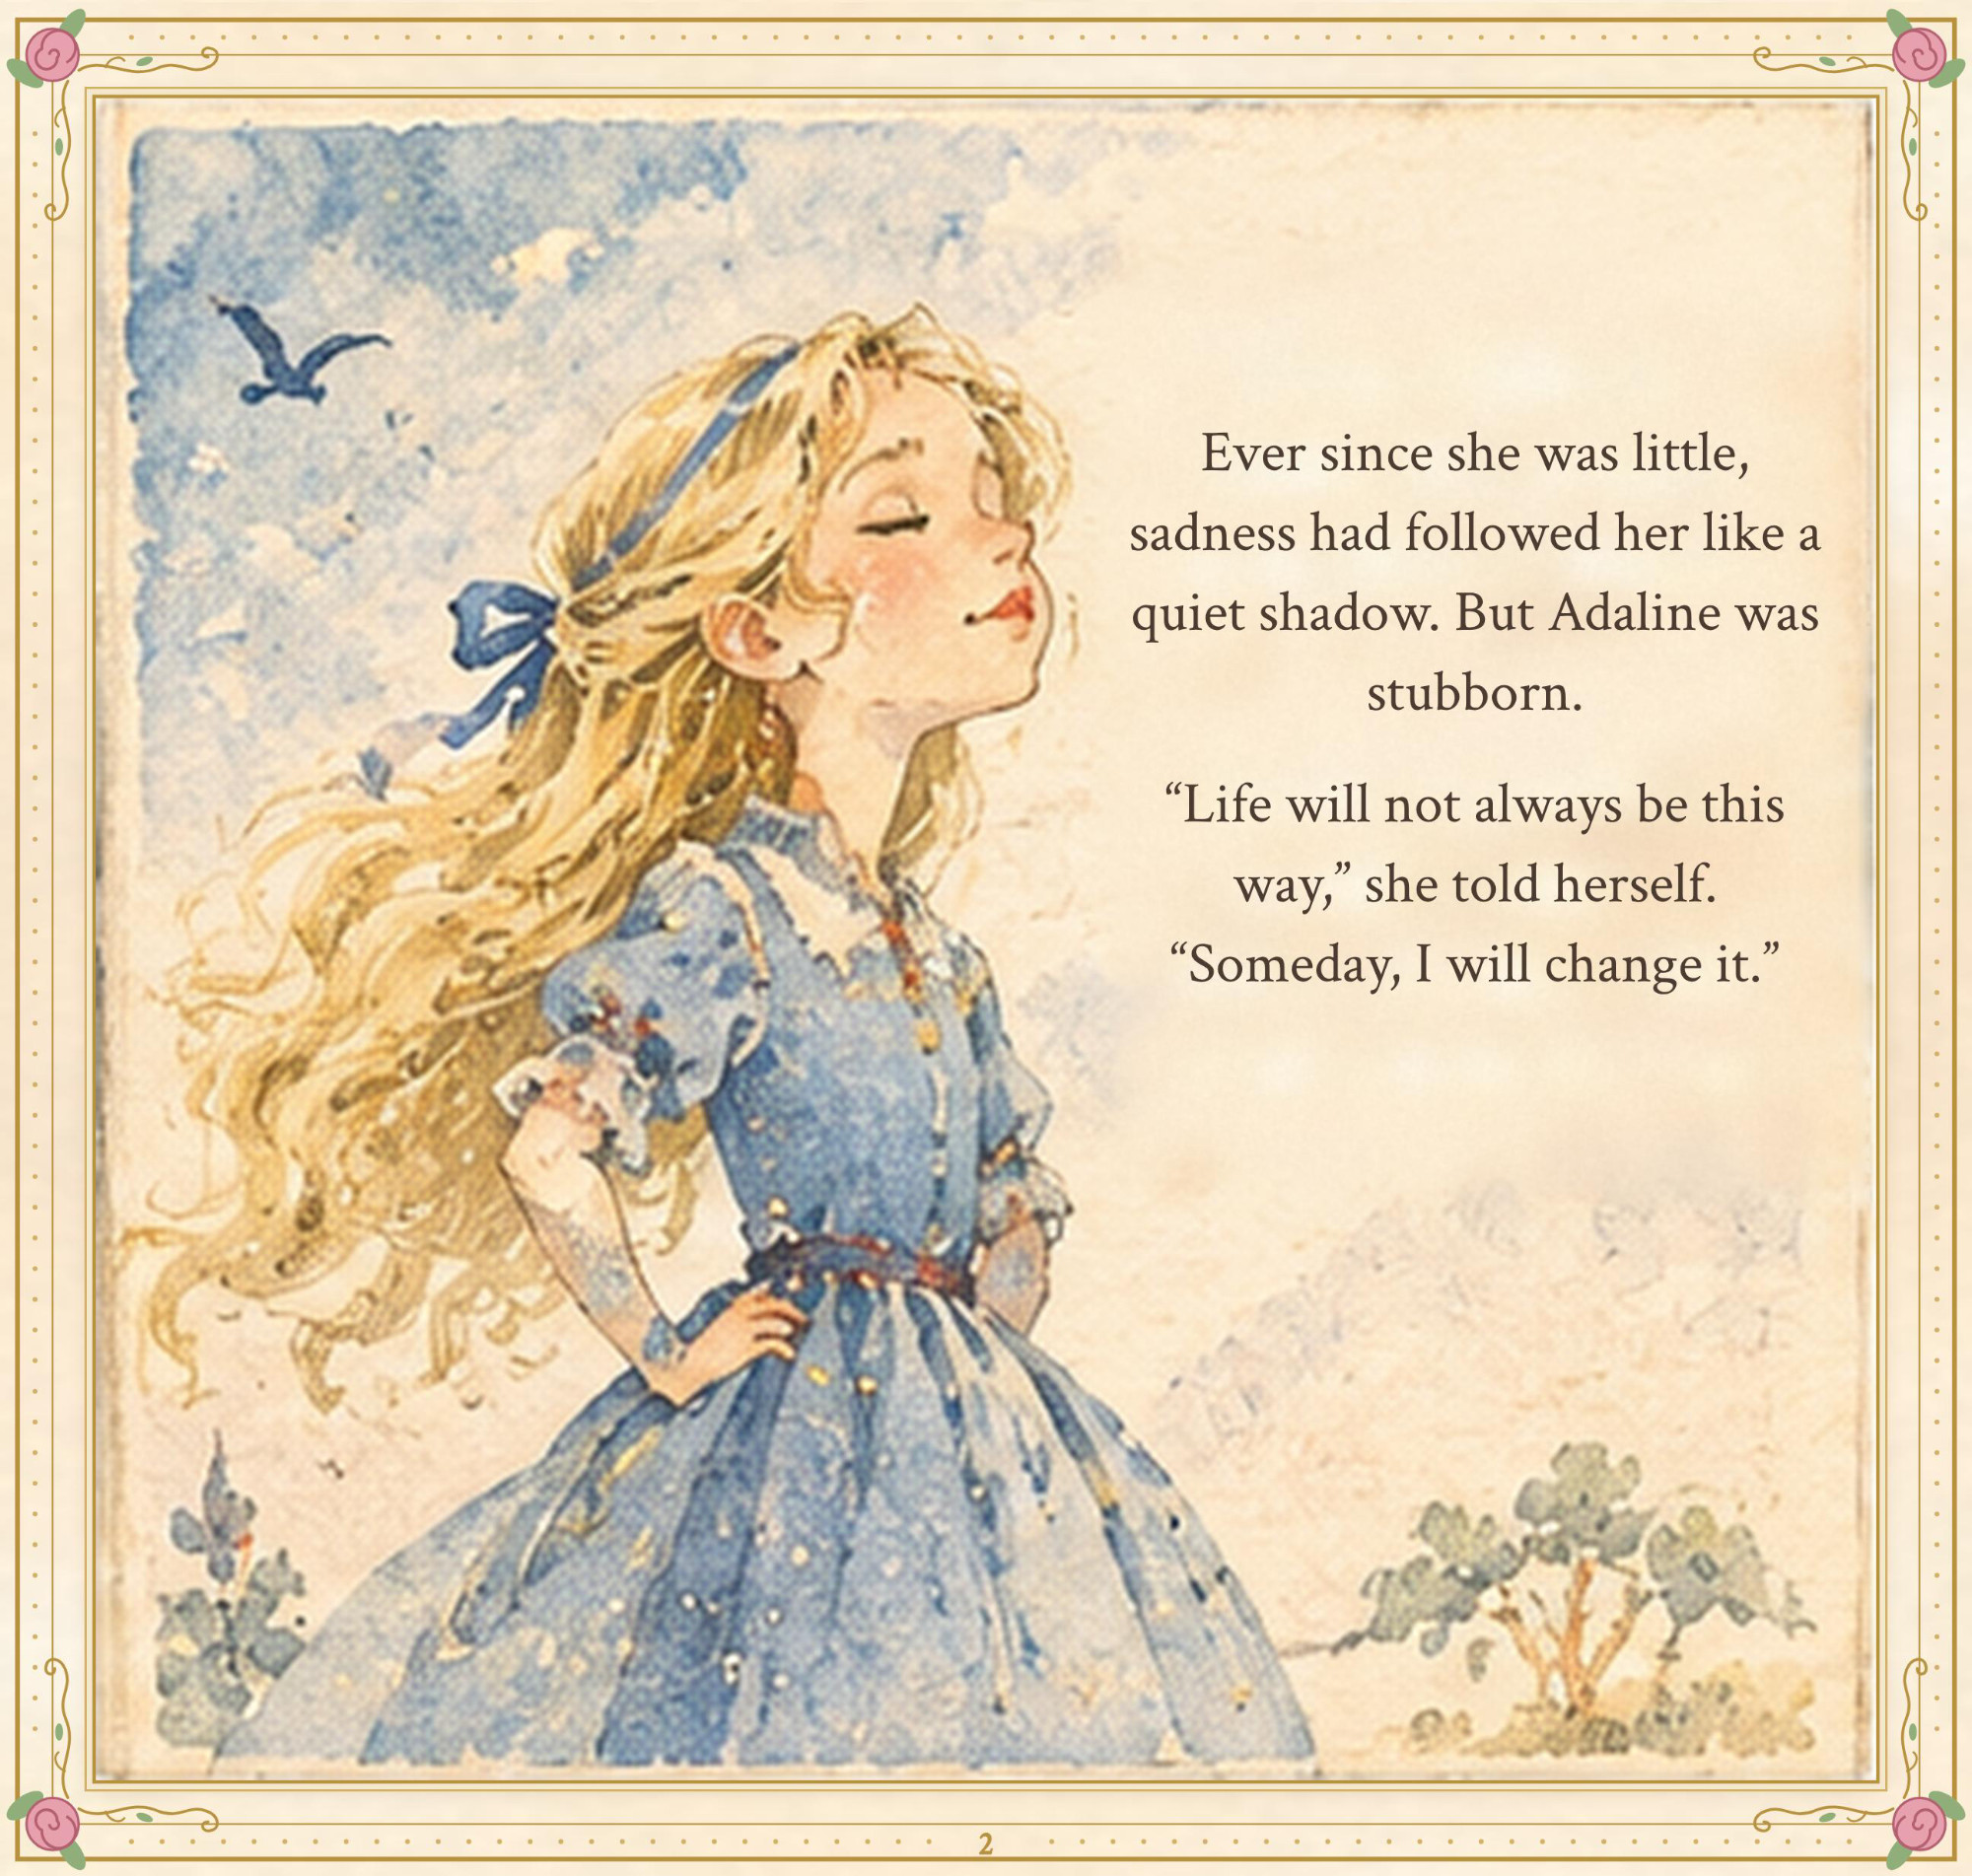 Ever since she was little,
sadness had followed her like a
quiet shadow. But Adaline was
stubborn.
“Life will not always be this
way,” she told herself.
“Someday, I will change it.”
2